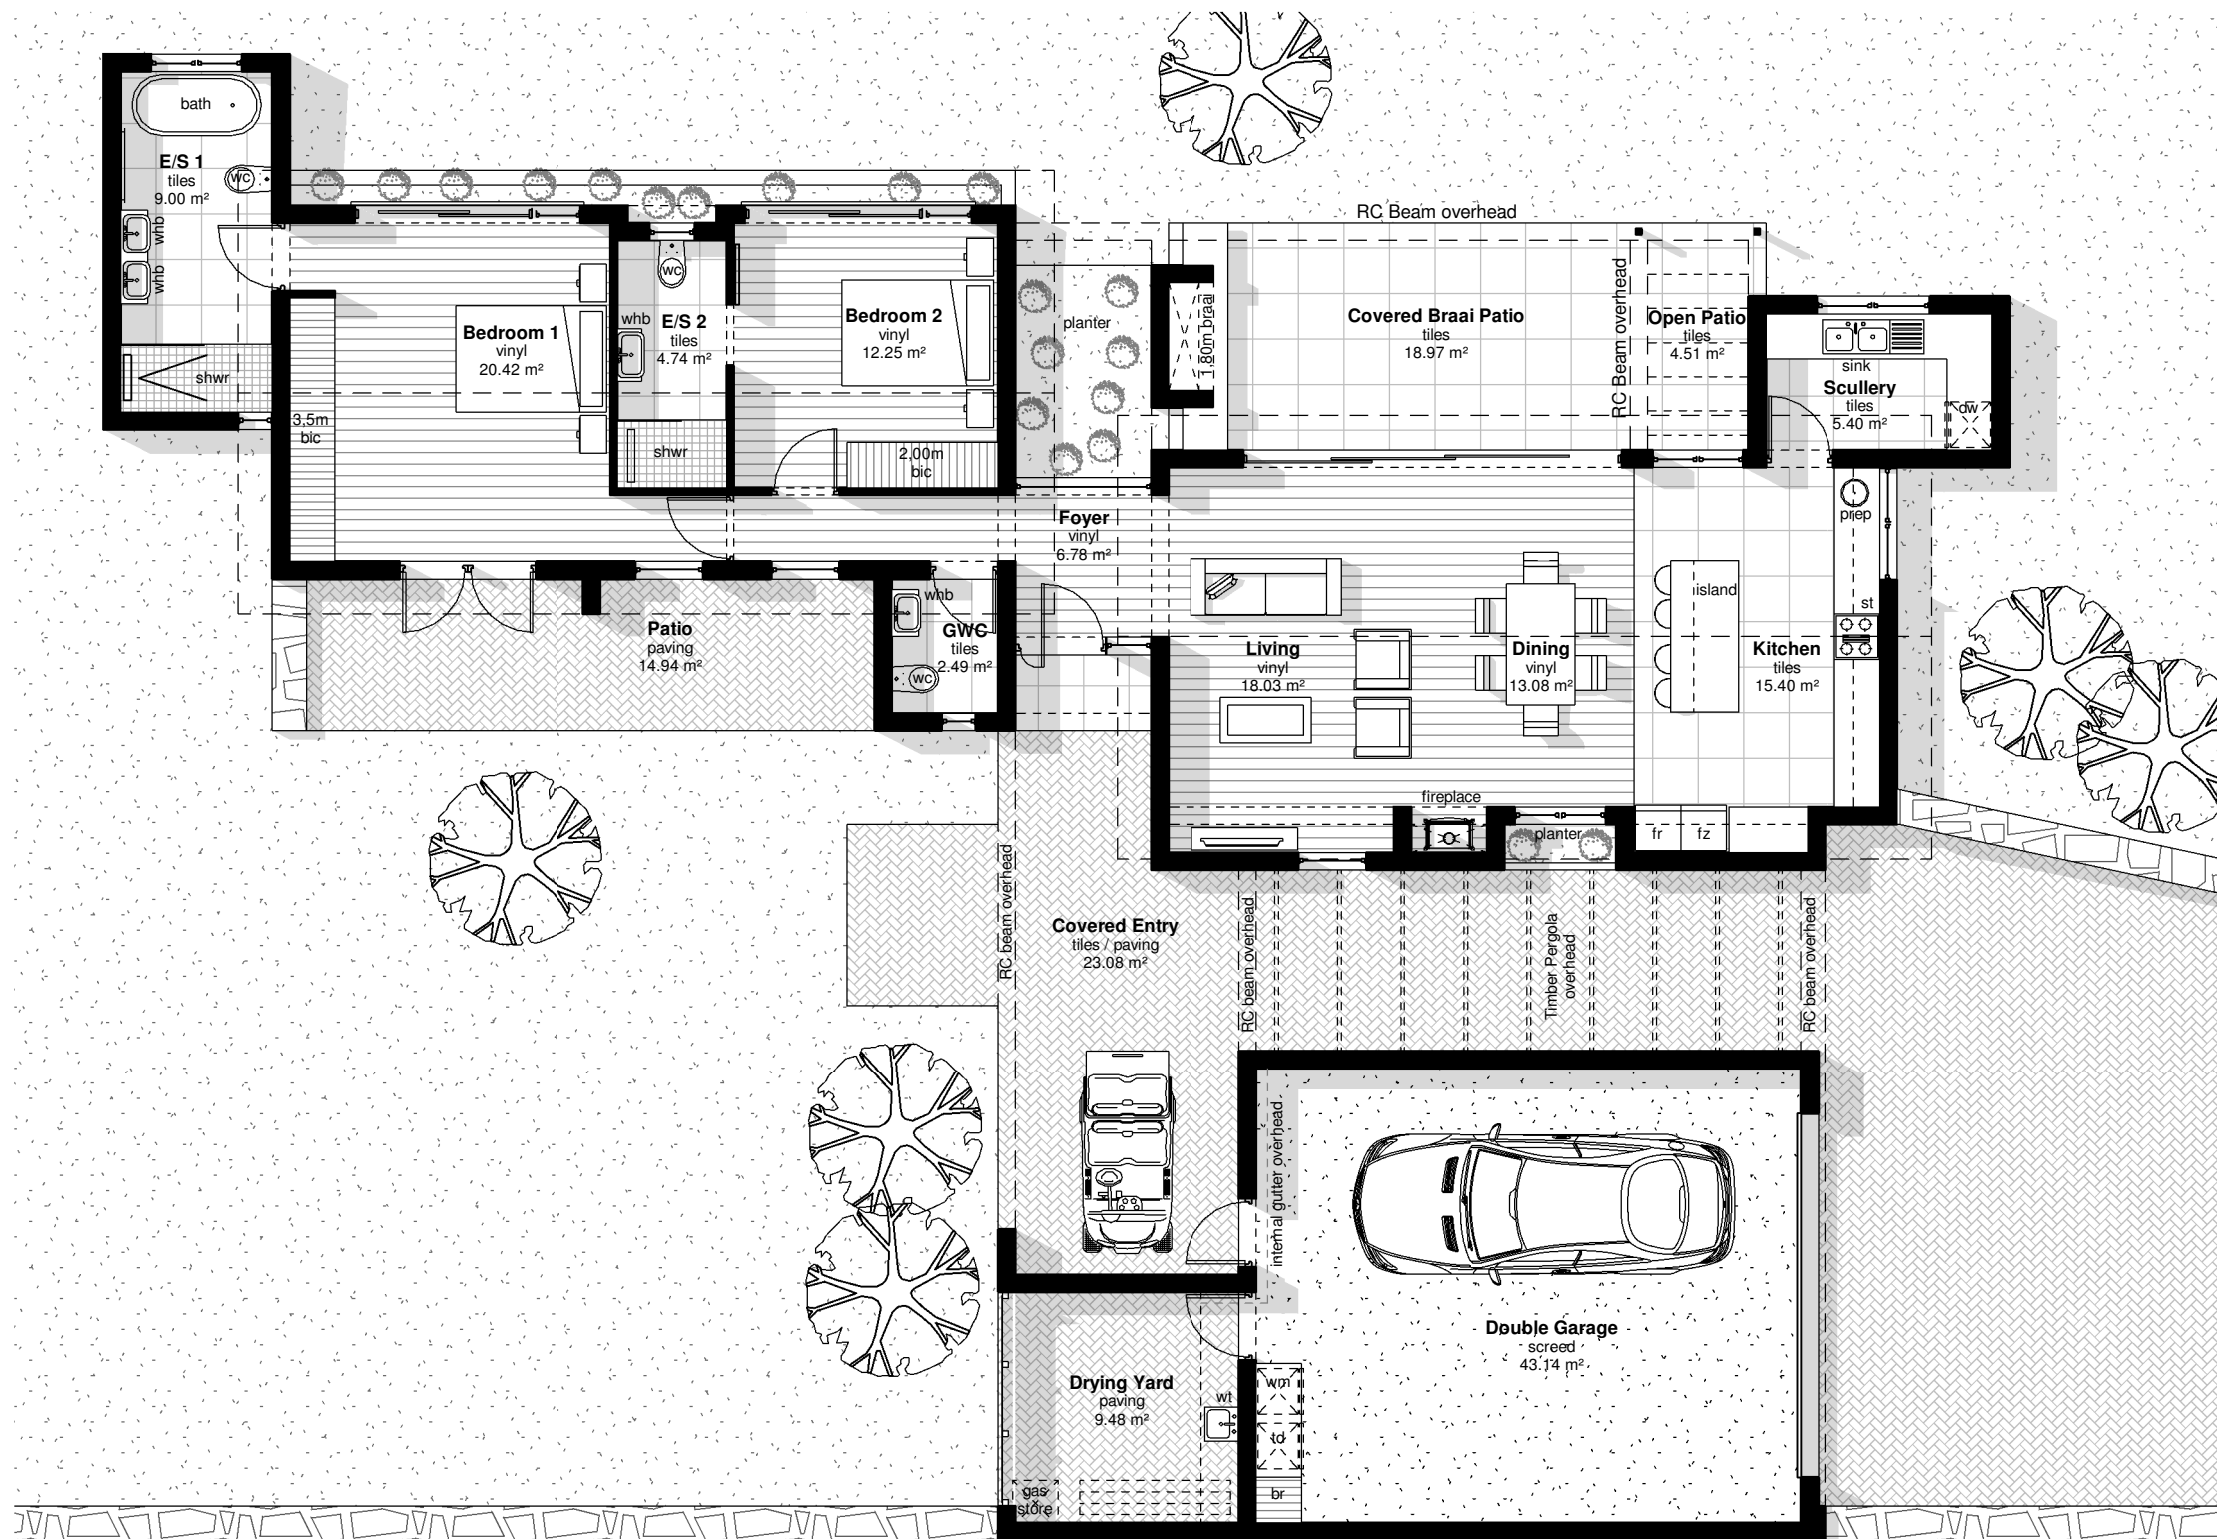 bath
E/S 1
tiles
9.00 m²
wc
whb
whb
shwr
3,5m
bic
Bedroom 1
vinyl
20.42 m²
wc
whb
E/S 2
tiles
4.74 m²
shwr
Bedroom 2
vinyl
12.25 m²
2,00m
bic
planter
1,80m braai
RC Beam overhead
Covered Braai Patio
tiles
18.97 m²
RC Beam overhead
Open Patio
tiles
4.51 m²
sink
Scullery
tiles
5.40 m²
dw
prep
Foyer
vinyl
6.78 m²
island
st
whb
GWC
tiles
2.49 m²
wc
Patio
paving
14.94 m²
Living
vinyl
18.03 m²
Dining
vinyl
13.08 m²
Kitchen
tiles
15.40 m²
fireplace
planter
fr
fz
RC beam overhead
Covered Entry
tiles / paving
23.08 m²
RC beam overhead
Timber Pergola
overhead
RC beam overhead
internal gutter overhead
Double Garage
screed
43.14 m²
Drying Yard
paving
9.48 m²
wt
wm
td
br
gas
store